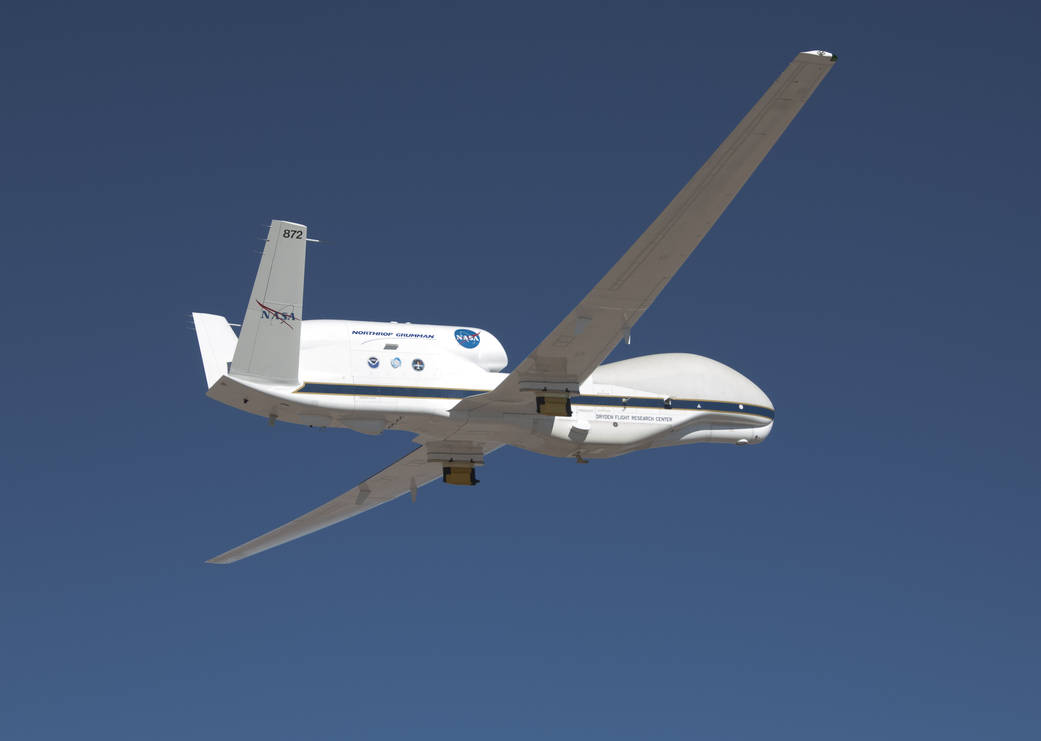 872
NASA
NORTHROP GRUMMAN
NASA
DRYDEN FLIGHT RESEARCH CENTER